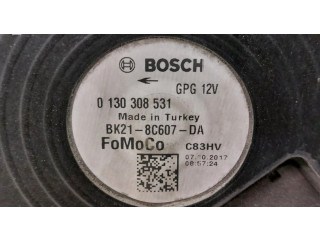 BOSCH
GPG 12V
0 130 308 531
Made in Turkey
BK21-8C607-DA
FoMoCo C83HV
07.10.2017
08:57:24